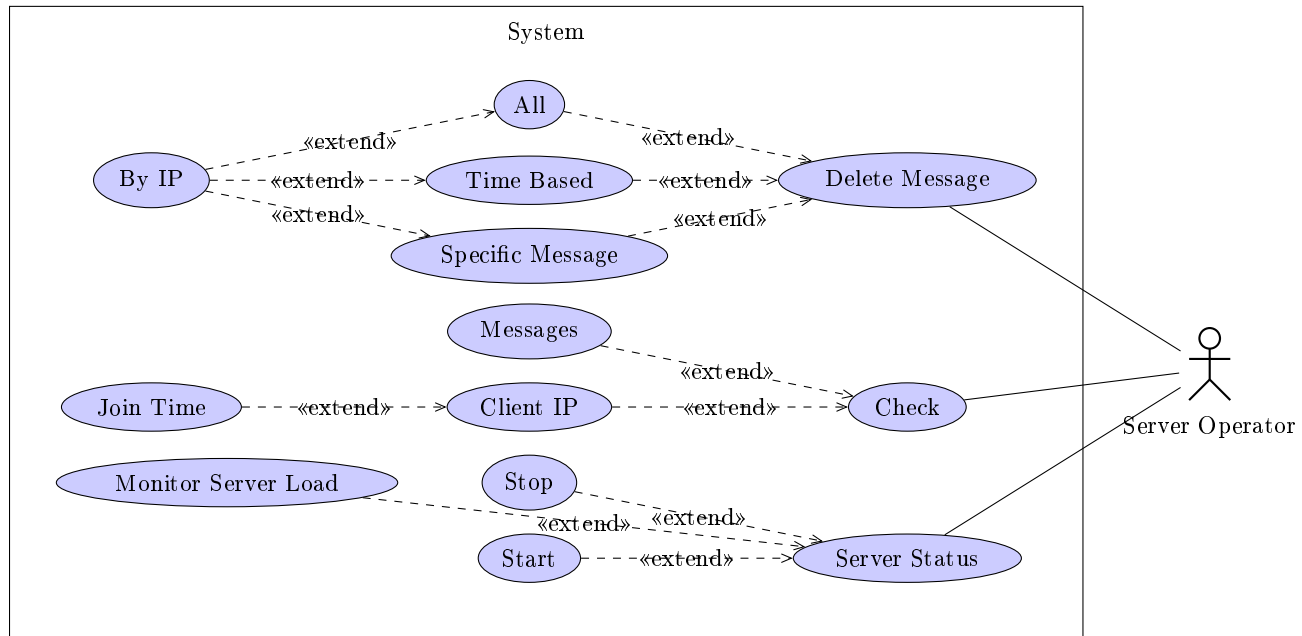 System
All
«extend»
«extend»
By IP
«extend»
Time Based
«extend»
Delete Message
«extend»
«extend»
Specific Message
Messages
«extend»
Join Time
«extend»
Client IP
«extend»
Check
Server Operator
Monitor Server Load
Stop
«extend»
«extend»
Start
«extend»
Server Status